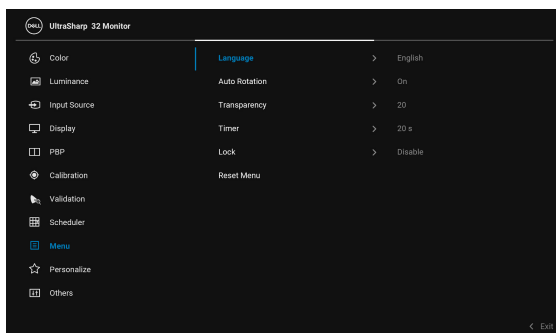 DELL UltraSharp 32 Monitor
Color
Luminance
Input Source
Display
PBP
Calibration
Validation
Scheduler
Menu
Personalize
Others
Language > English
Auto Rotation > On
Transparency > 20
Timer > 20 s
Lock > Disable
Reset Menu
< Exit